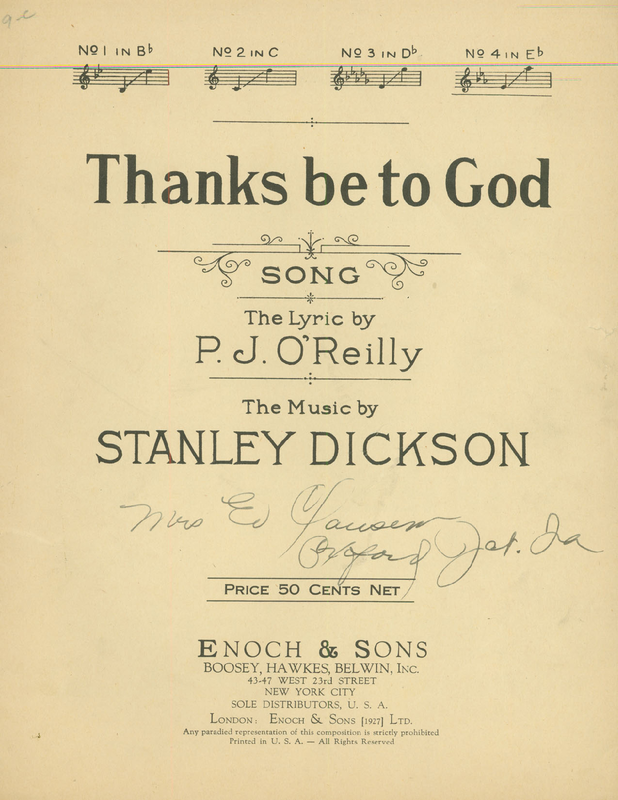 No 1 IN B♭ No 2 IN C No 3 IN D♭ No 4 IN E♭
Thanks be to God
SONG
The Lyric by
P. J. O'Reilly
The Music by
STANLEY DICKSON
Mrs Ed
Oxford Jct. Ia
PRICE 50 CENTS NET
ENOCH & SONS
BOOSEY, HAWKES, BELWIN, INC.
43-47 WEST 23rd STREET
NEW YORK CITY
SOLE DISTRIBUTORS, U. S. A.
LONDON: ENOCH & SONS [1927] LTD.
Any paradied representation of this composition is strictly prohibited
Printed in U. S. A. — All Rights Reserved